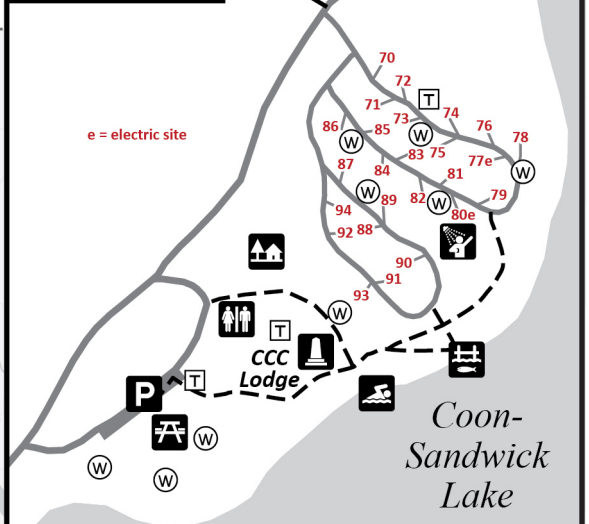 70
72
T
71
73
74
W
76
78
86
W
85
e = electric site
83
75
77e
W
87
84
81
W
82
W
79
89
80e
94
92
88
90
91
93
W
T
CCC
Lodge
T
P
W
W
W
Coon-
Sandwick
Lake